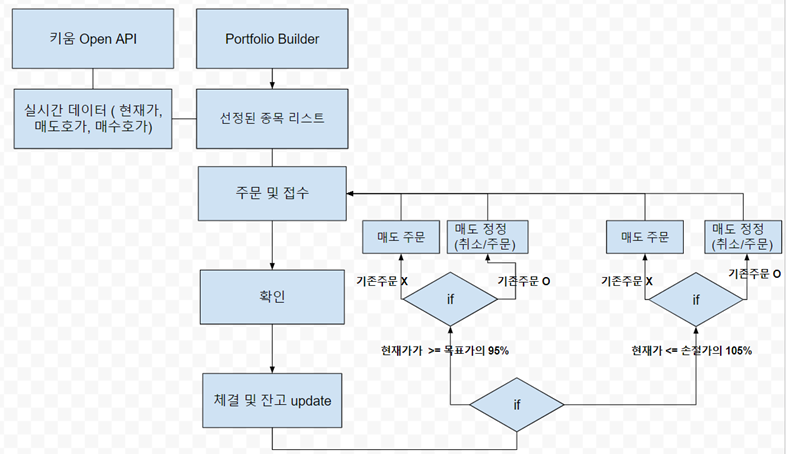 키움 Open API
Portfolio Builder
실시간 데이터 ( 현재가,
매도호가, 매수호가)
선정된 종목 리스트
주문 및 접수
매도 주문
매도 정정
(취소/주문)
매도 주문
매도 정정
(취소/주문)
기존주문 X
기존주문 O
기존주문 X
기존주문 O
확인
if
if
현재가가 >= 목표가의 95%
현재가 <= 손절가의 105%
체결 및 잔고 update
if